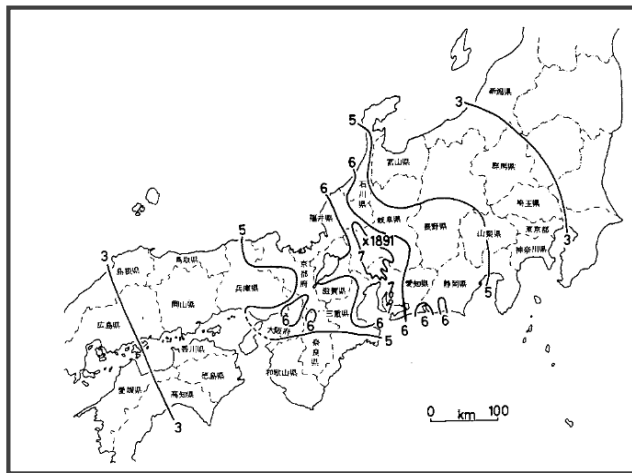 新潟県
3
5
富山県
群馬県
6
石川県
埼玉県
6
福井県
岐阜県
長野県
山梨県
東京都
x1891
神奈川県
3
5
7
3
鳥取県
京都府
島根県
兵庫県
滋賀県
愛知県
静岡県
5
岡山県
三重県
6
広島県
6
6
大阪府
6
6
6
5
香川県
奈良県
徳島県
和歌山県
愛媛県
高知県
3
0 km 100